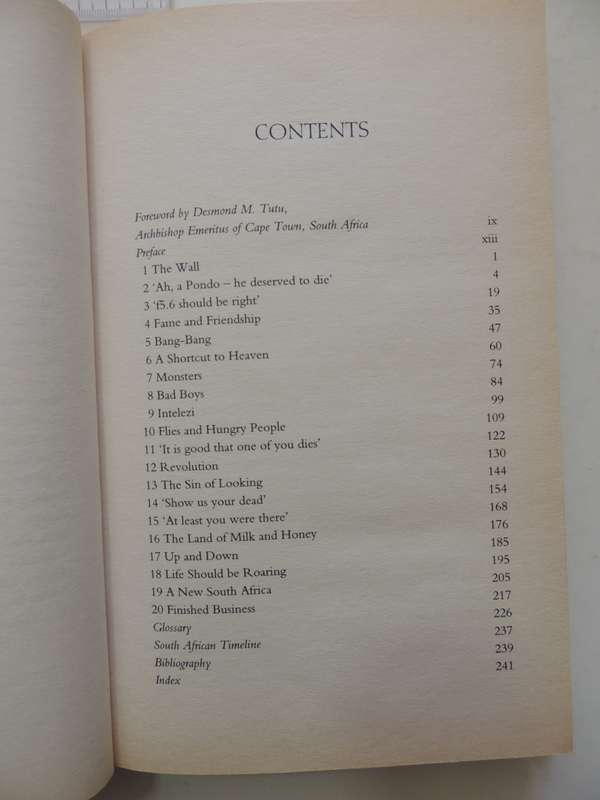 CONTENTS
Foreword by Desmond M. Tutu,
Archbishop Emeritus of Cape Town, South Africa ix
Preface xiii
1 The Wall 1
2 ‘Ah, a Pondo – he deserved to die’ 4
3 ‘f5.6 should be right’ 19
4 Fame and Friendship 35
5 Bang-Bang 47
6 A Shortcut to Heaven 60
7 Monsters 74
8 Bad Boys 84
9 Intelezi 99
10 Flies and Hungry People 109
11 ‘It is good that one of you dies’ 122
12 Revolution 130
13 The Sin of Looking 144
14 ‘Show us your dead’ 154
15 ‘At least you were there’ 168
16 The Land of Milk and Honey 176
17 Up and Down 185
18 Life Should be Roaring 195
19 A New South Africa 205
20 Finished Business 217
Glossary 226
South African Timeline 237
Bibliography 239
Index 241